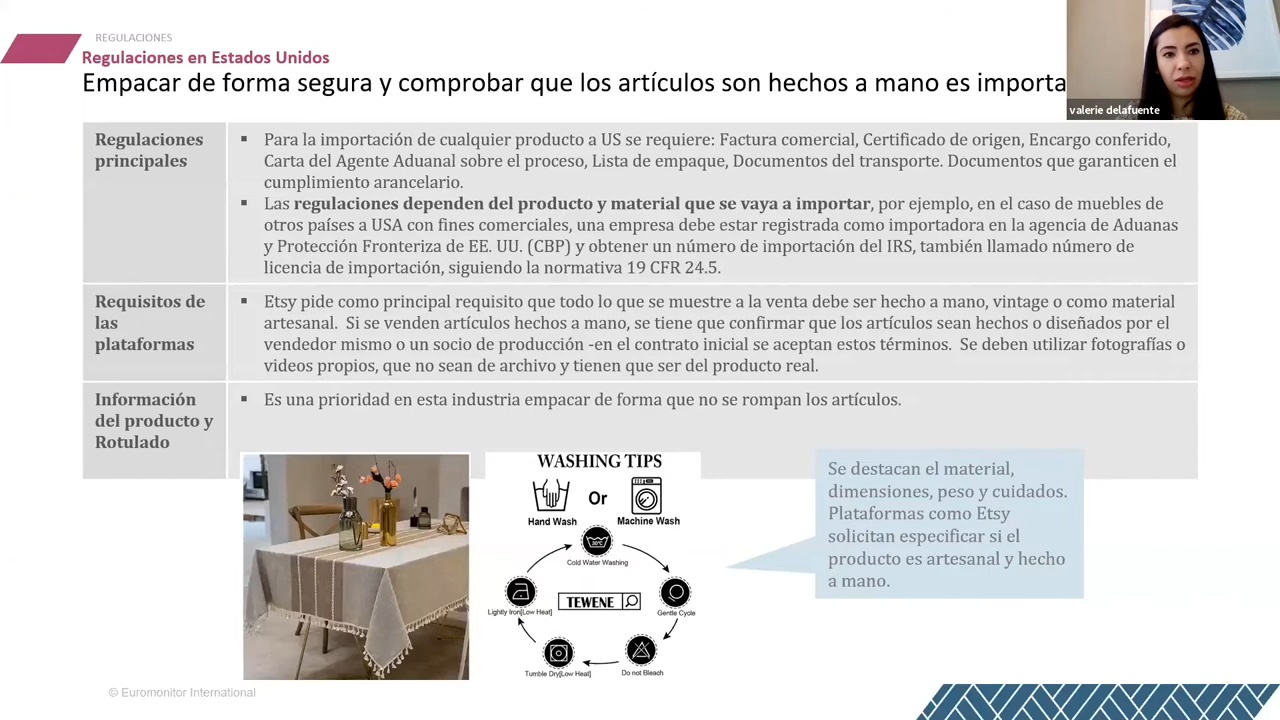 REGULACIONES
Regulaciones en Estados Unidos
Empacar de forma segura y comprobar que los artículos son hechos a mano es importa
valerie delafuente
Regulaciones
principales
▪ Para la importación de cualquier producto a US se requiere: Factura comercial, Certificado de origen, Encargo conferido,
Carta del Agente Aduanal sobre el proceso, Lista de empaque, Documentos del transporte. Documentos que garanticen el
cumplimiento arancelario.
▪ Las regulaciones dependen del producto y material que se vaya a importar, por ejemplo, en el caso de muebles de
otros países a USA con fines comerciales, una empresa debe estar registrada como importadora en la agencia de Aduanas
y Protección Fronteriza de EE. UU. (CBP) y obtener un número de importación del IRS, también llamado número de
licencia de importación, siguiendo la normativa 19 CFR 24.5.
Requisitos de
las
plataformas
▪ Etsy pide como principal requisito que todo lo que se muestre a la venta debe ser hecho a mano, vintage o como material
artesanal. Si se venden artículos hechos a mano, se tiene que confirmar que los artículos sean hechos o diseñados por el
vendedor mismo o un socio de producción -en el contrato inicial se aceptan estos términos. Se deben utilizar fotografías o
videos propios, que no sean de archivo y tienen que ser del producto real.
Información
del producto y
Rotulado
▪ Es una prioridad en esta industria empacar de forma que no se rompan los artículos.
WASHING TIPS
Or
Hand Wash
Machine Wash
30°C
Cold Water Washing
Lightly Iron[Low Heat]
TEWENE
Gentle Cycle
Tumble Dry[Low Heat]
Do not Bleach
Se destacan el material,
dimensiones, peso y cuidados.
Plataformas como Etsy
solicitan especificar si el
producto es artesanal y hecho
a mano.
© Euromonitor International